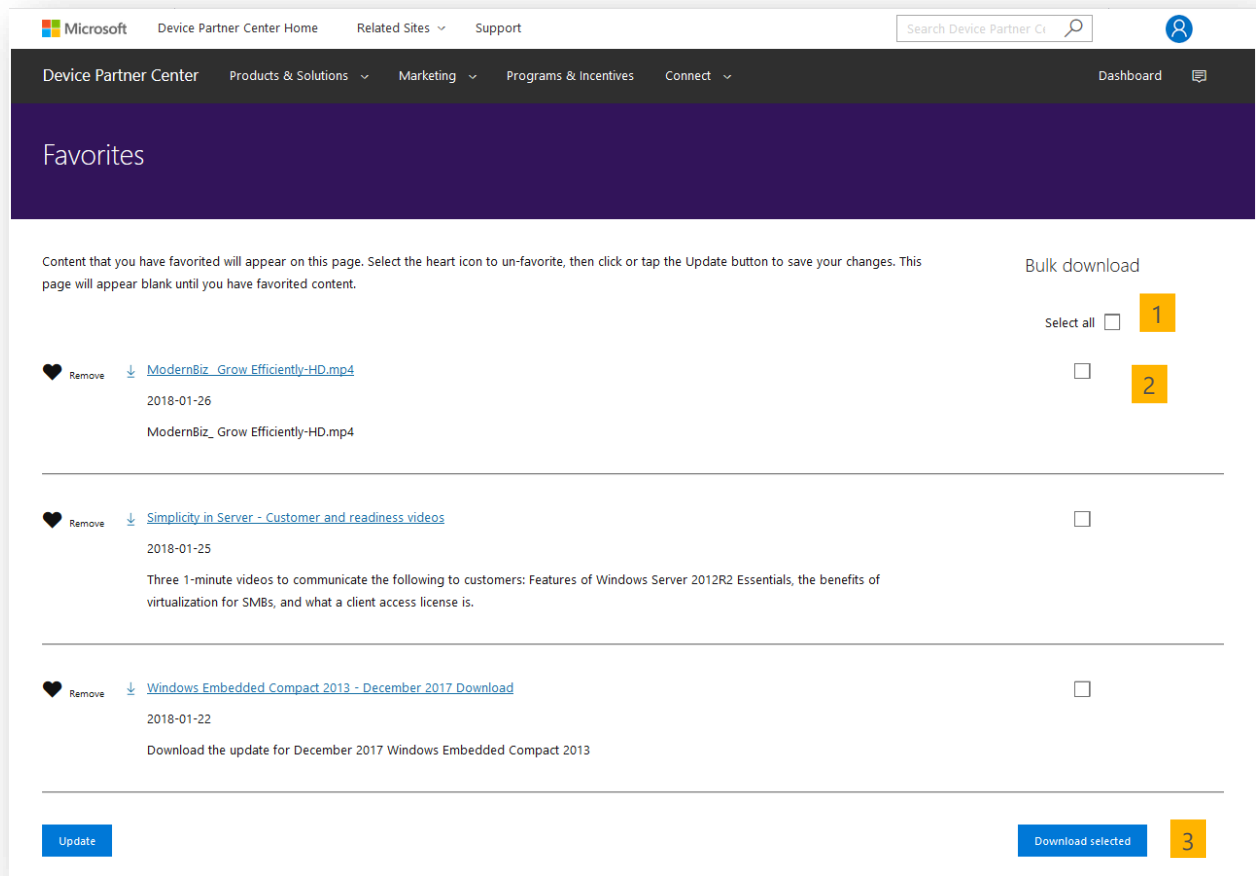 Microsoft Device Partner Center Home Related Sites Support Search Device Partner Ce
Device Partner Center Products & Solutions Marketing Programs & Incentives Connect Dashboard
Favorites
Content that you have favorited will appear on this page. Select the heart icon to un-favorite, then click or tap the Update button to save your changes. This
page will appear blank until you have favorited content.
Bulk download
Select all 1
Remove ModernBiz_ Grow Efficiently-HD.mp4 2
2018-01-26
ModernBiz_ Grow Efficiently-HD.mp4
Remove Simplicity in Server - Customer and readiness videos
2018-01-25
Three 1-minute videos to communicate the following to customers: Features of Windows Server 2012R2 Essentials, the benefits of
virtualization for SMBs, and what a client access license is.
Remove Windows Embedded Compact 2013 - December 2017 Download
2018-01-22
Download the update for December 2017 Windows Embedded Compact 2013
Update Download selected 3